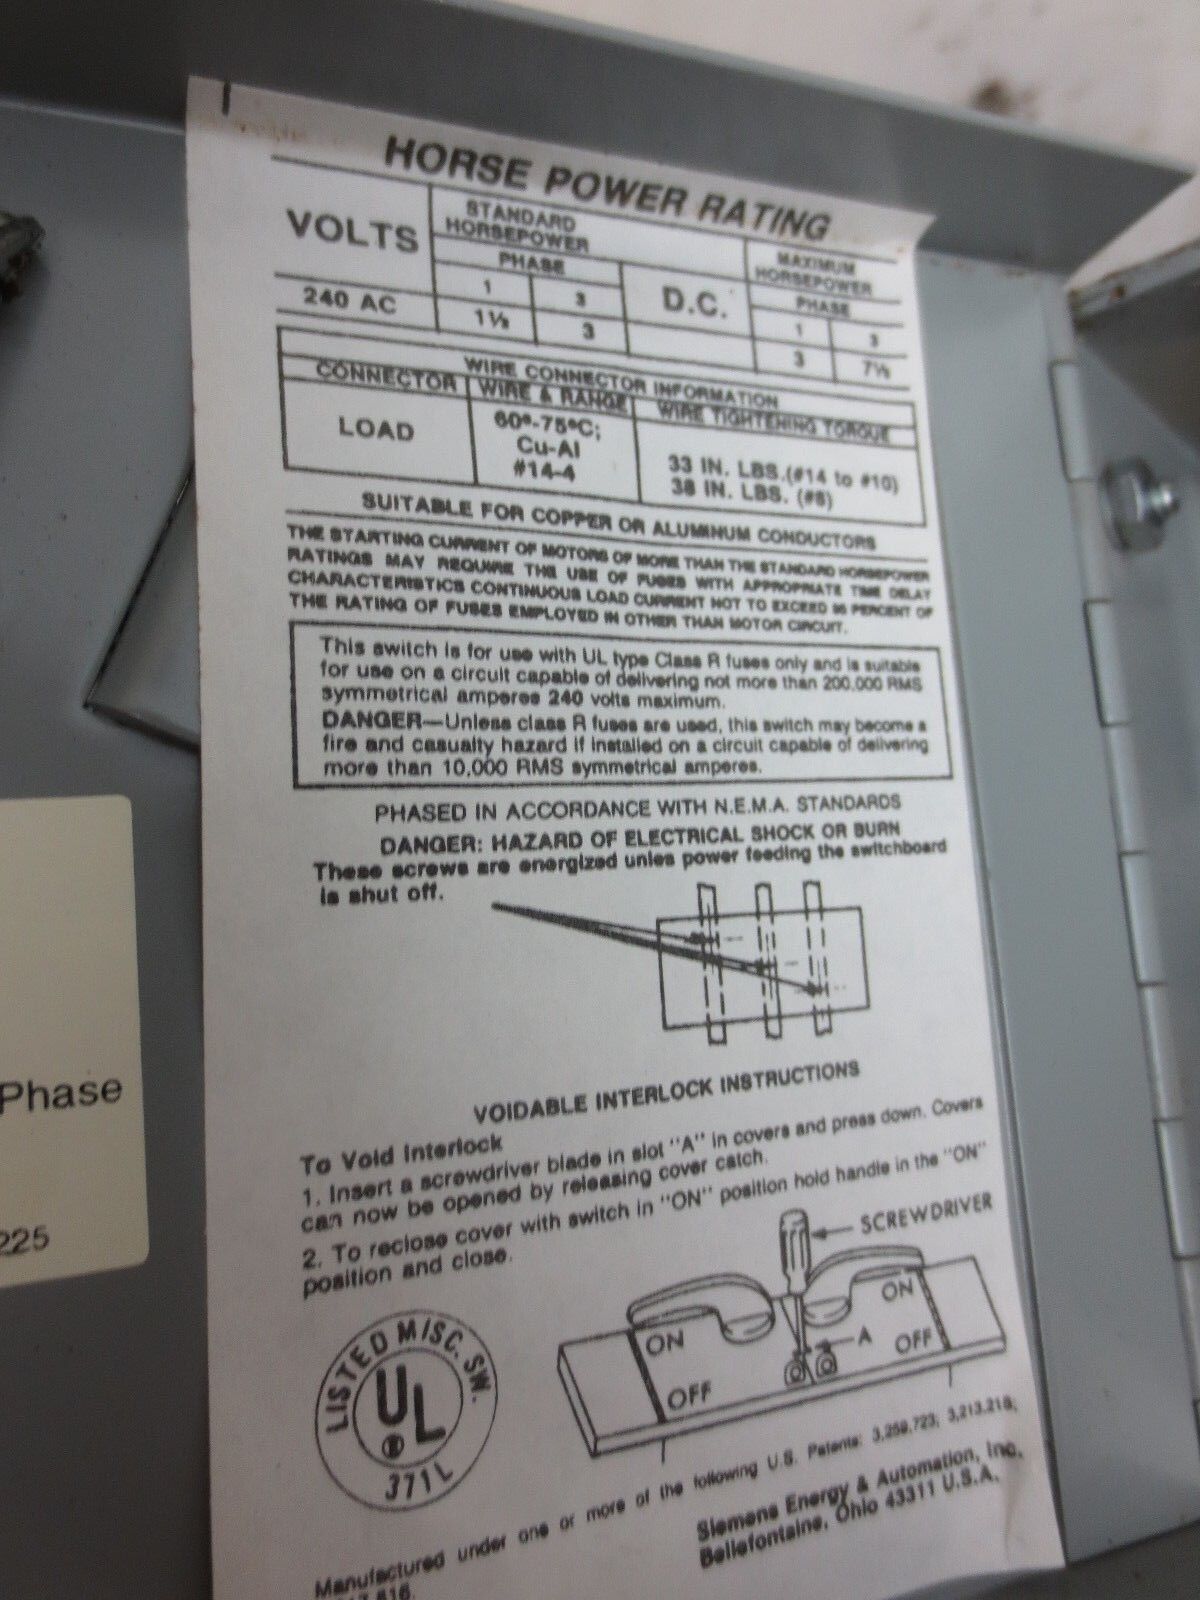 HORSE POWER RATING
VOLTS
STANDARD
HORSEPOWER
PHASE
1
3
D.C.
MAXIMUM
HORSEPOWER
PHASE
1
3
240 AC
1½
3
3
7½
WIRE CONNECTOR INFORMATION
CONNECTOR
WIRE & RANGE
WIRE TIGHTENING TORQUE
LOAD
60°-75°C;
Cu-Al
#14-4
33 IN. LBS.(#14 to #10)
38 IN. LBS. (#8)
SUITABLE FOR COPPER OR ALUMINUM CONDUCTORS
THE STARTING CURRENT OF MOTORS OF MORE THAN THE STANDARD HORSEPOWER
RATINGS MAY REQUIRE THE USE OF FUSES WITH APPROPRIATE TIME DELAY
CHARACTERISTICS CONTINUOUS LOAD CURRENT NOT TO EXCEED PERCENT OF
THE RATING OF FUSES EMPLOYED IN OTHER THAN MOTOR CIRCUIT.
This switch is for use with UL type Class R fuses only and is suitable
for use on a circuit capable of delivering not more than 200,000 RMS
symmetrical amperes 240 volts maximum.
DANGER—Unless class R fuses are used, this switch may become a
fire and casualty hazard if installed on a circuit capable of delivering
more than 10,000 RMS symmetrical amperes.
PHASED IN ACCORDANCE WITH N.E.M.A. STANDARDS
DANGER: HAZARD OF ELECTRICAL SHOCK OR BURN
These screws are energized unles power feeding the switchboard
is shut off.
VOIDABLE INTERLOCK INSTRUCTIONS
To Void Interlock
1. Insert a screwdriver blade in slot "A" in covers and press down. Covers
can now be opened by releasing cover catch.
2. To reclose cover with switch in "ON" position hold handle in the "ON"
position and close.
SCREWDRIVER
ON
OFF
A
ON
OFF
LISTED MISC. SW.
UL
®
371L
Manufactured under one or more of the following U.S. Patents: 3,259,723; 3,213,218;
Siemens Energy & Automation, Inc.
Bellefontaine, Ohio 43311 U.S.A.
Phase
225